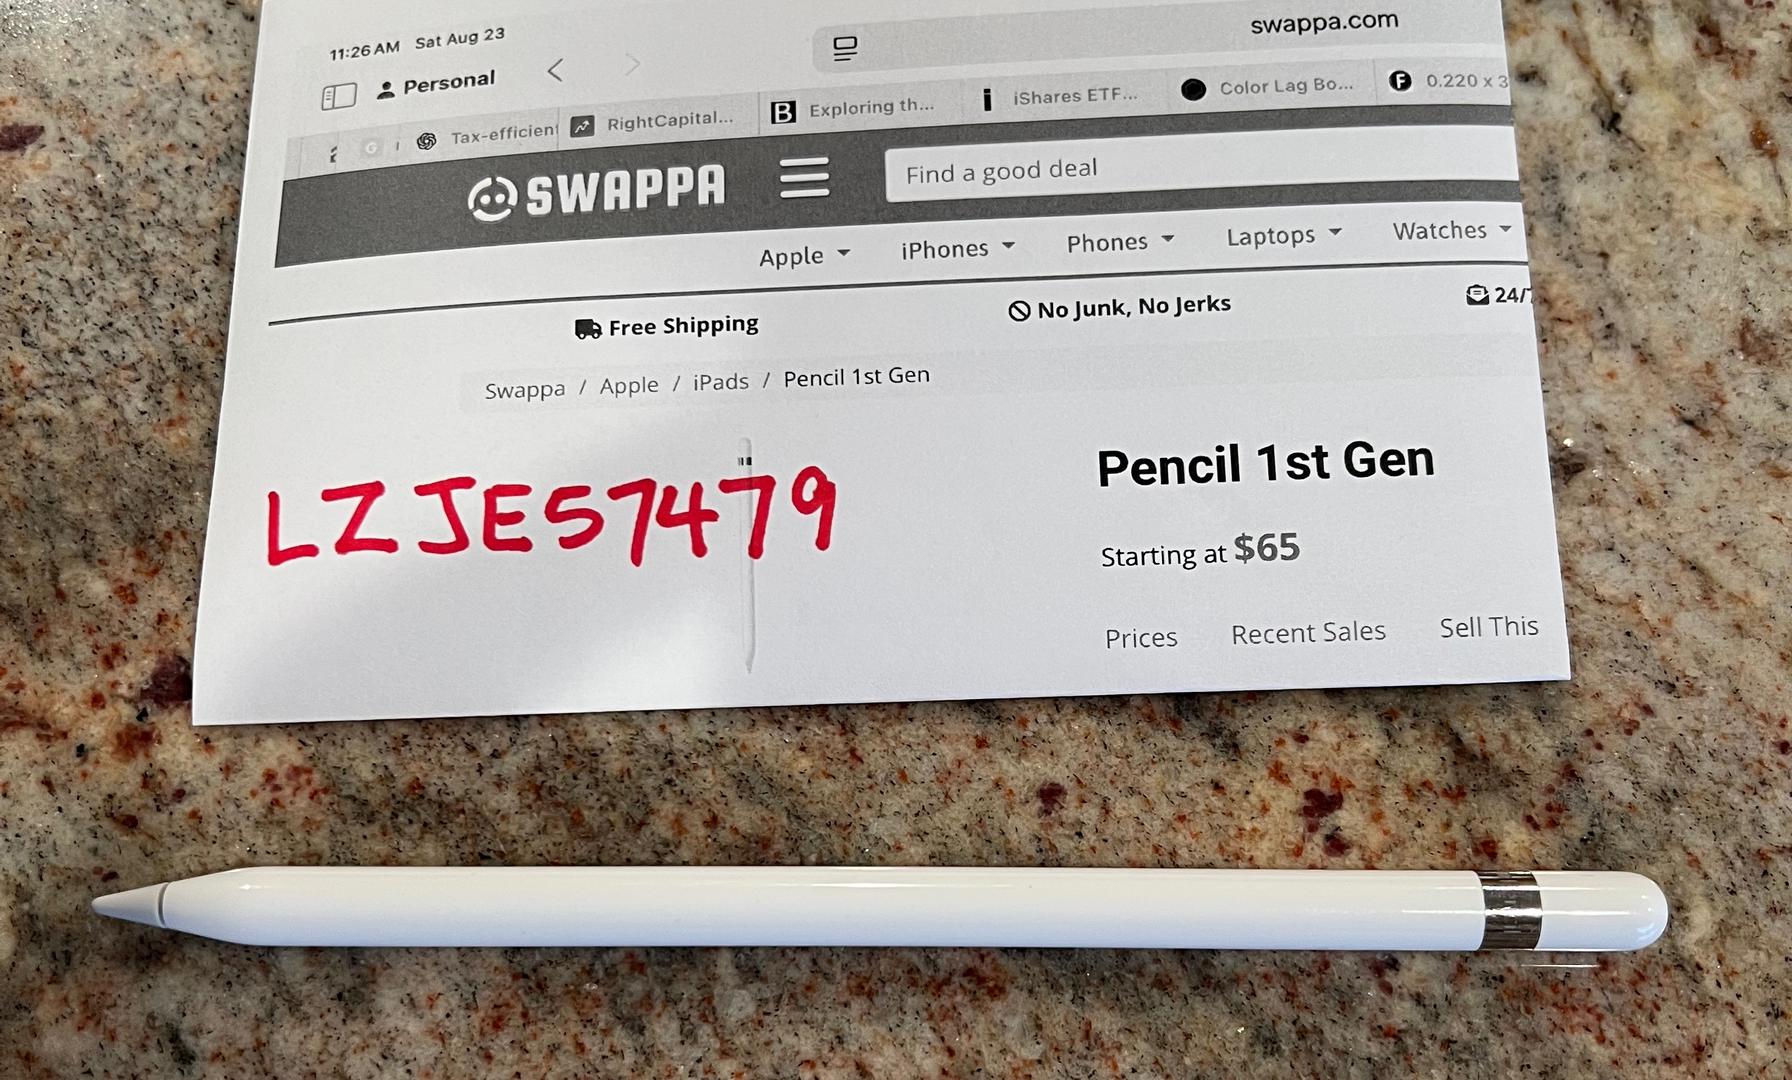 11:26 AM Sat Aug 23
swappa.com
Personal
Tax-efficient
RightCapital...
B Exploring th...
iShares ETF...
Color Lag Bo...
F 0.220 x 3
SWAPPA
Find a good deal
Apple iPhones Phones Laptops Watches
Free Shipping No Junk, No Jerks 24/7
Swappa / Apple / iPads / Pencil 1st Gen
LZJE57479
Pencil 1st Gen
Starting at $65
Prices Recent Sales Sell This